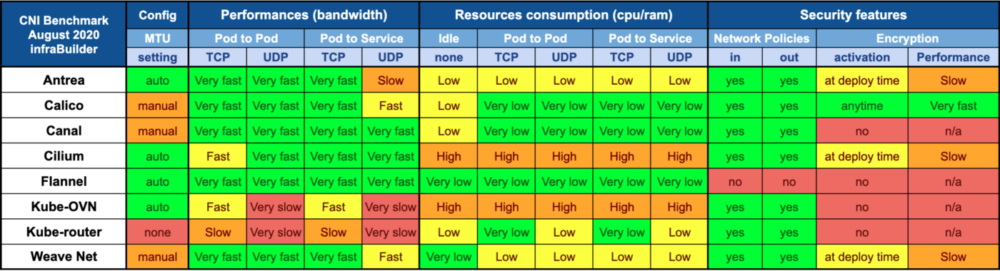 CNI Benchmark
August 2020
infraBuilder
Config Performances (bandwidth) Resources consumption (cpu/ram) Security features
MTU Pod to Pod Pod to Service Idle Pod to Pod Pod to Service Network Policies Encryption
setting TCP UDP TCP UDP none TCP UDP TCP UDP in out activation Performance
Antrea auto Very fast Very fast Very fast Slow Low Low Low Low Low yes yes at deploy time Slow
Calico manual Very fast Very fast Very fast Fast Low Very low Very low Very low Very low yes yes anytime Very fast
Canal manual Very fast Very fast Very fast Very fast Low Very low Very low Very low Very low yes yes no n/a
Cilium auto Fast Very fast Very fast Very fast High High High High High yes yes at deploy time Slow
Flannel auto Very fast Very fast Very fast Very fast Very low Very low Very low Very low Very low no no no n/a
Kube-OVN auto Fast Very slow Fast Very slow High High High High High yes yes no n/a
Kube-router none Slow Very slow Slow Very slow Low Very low Low Very low Low yes yes no n/a
Weave Net manual Very fast Very fast Very fast Fast Very low Low Low Low Low yes yes at deploy time Slow